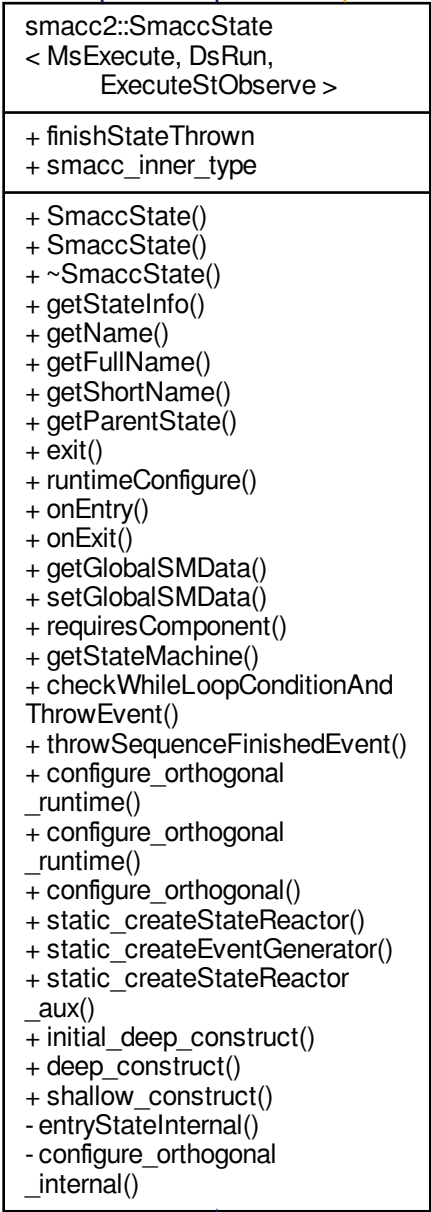 smacc2::SmaccState
< MsExecute, DsRun,
ExecuteStObserve >
+ finishStateThrown
+ smacc_inner_type
+ SmaccState()
+ SmaccState()
+ ~SmaccState()
+ getStateInfo()
+ getName()
+ getFullName()
+ getShortName()
+ getParentState()
+ exit()
+ runtimeConfigure()
+ onEntry()
+ onExit()
+ getGlobalSMData()
+ setGlobalSMData()
+ requiresComponent()
+ getStateMachine()
+ checkWhileLoopConditionAnd
ThrowEvent()
+ throwSequenceFinishedEvent()
+ configure_orthogonal
_runtime()
+ configure_orthogonal
_runtime()
+ configure_orthogonal()
+ static_createStateReactor()
+ static_createEventGenerator()
+ static_createStateReactor
_aux()
+ initial_deep_construct()
+ deep_construct()
+ shallow_construct()
- entryStateInternal()
- configure_orthogonal
_internal()